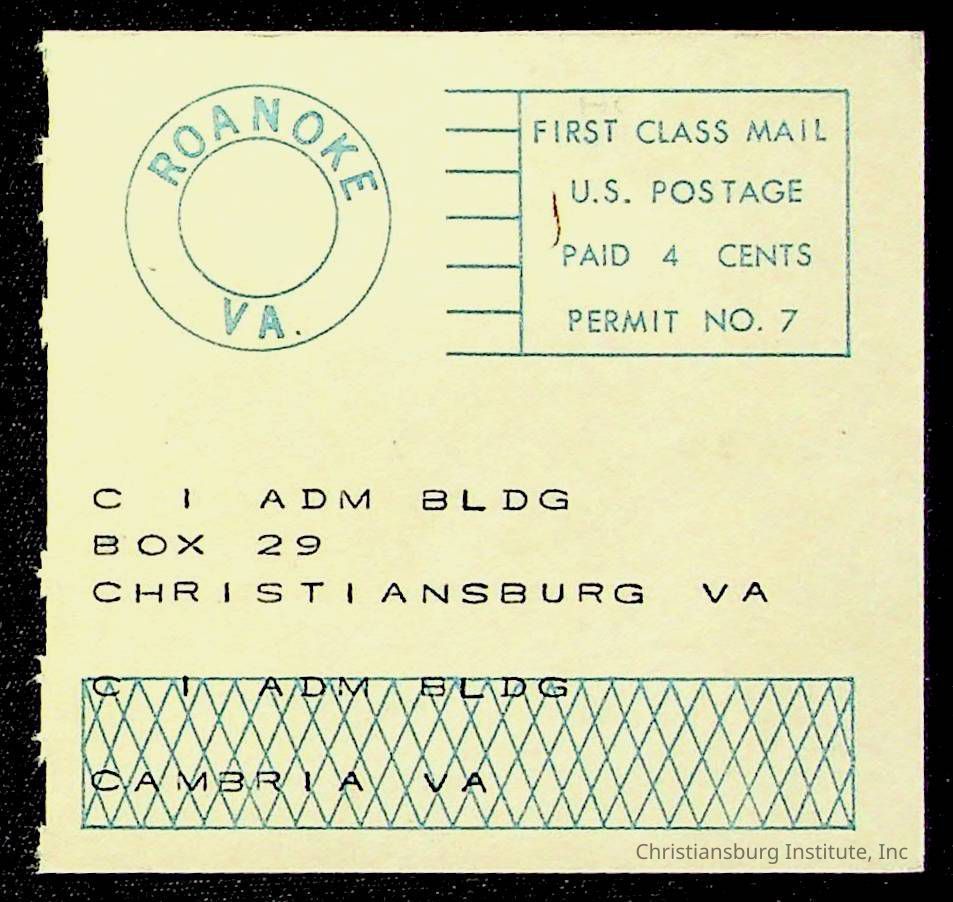 ROANOKE
VA.
FIRST CLASS MAIL
U.S. POSTAGE
PAID 4 CENTS
PERMIT NO. 7
C I ADM BLDG
BOX 29
CHRISTIANSBURG VA
C I ADM BLDG
CAMBRIA VA
Christiansburg Institute, Inc